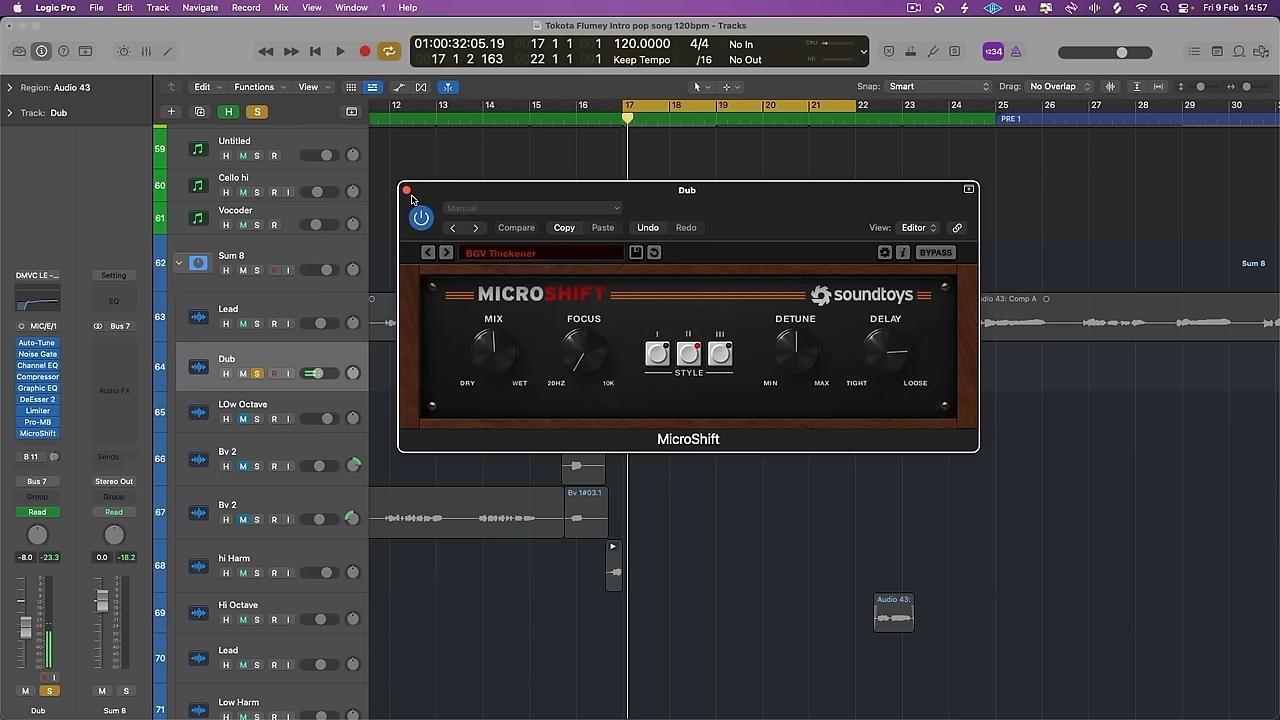 Logic Pro File Edit Track Navigate Record Mix View Window 1 Help UA Fri 9 Feb 14:57
Tokota Flumey Intro pop song 120bpm - Tracks
01:00:32:05.19 17 1 1 1 120.0000 4/4 No In CPU
17 1 2 163 22 1 1 1 Keep Tempo /16 No Out HD
1234
Region: Audio 43 Edit Functions View Snap: Smart Drag: No Overlap
Track: Dub H S
12 13 14 15 16 17 18 19 20 21 22 23 24 25 26 27 28 29 30
PRE 1
59 Untitled
H M S R
60 Cello hi
H M S R I
61 Vocoder
H M S R I
62 Sum 8
H M S R I
Sum 8
63 Lead
H M S R I
Audio 43: Comp A
64 Dub
H M S R I
65 LOw Octave
H M S R I
66 Bv 2
H M S R I
67 Bv 2
H M S R I
Bv 1#03.1
68 hi Harm
H M S R I
69 Hi Octave
H M S R I
Audio 43:
70 Lead
H M S R I
71 Low Harm
H M S R I
DMVC LE -... Setting
EQ
MIC/E/1 Bus 7
Auto-Tune
Noise Gate
Channel EQ
Compressor
Graphic EQ
DeEsser 2
Limiter
Pro-MB
MicroShift
Audio FX
B 11 Sends
Bus 7 Stereo Out
Group Group
Read Read
-8.0 -23.3 0.0 -18.2
R I
M S M S
Dub Sum 8
Dub
Manual
Compare Copy Paste Undo Redo View: Editor
BGV Thickener BYPASS
MICROSHIFT soundtoys
MIX FOCUS I II III DETUNE DELAY
STYLE
DRY WET 20HZ 10K MIN MAX TIGHT LOOSE
MicroShift